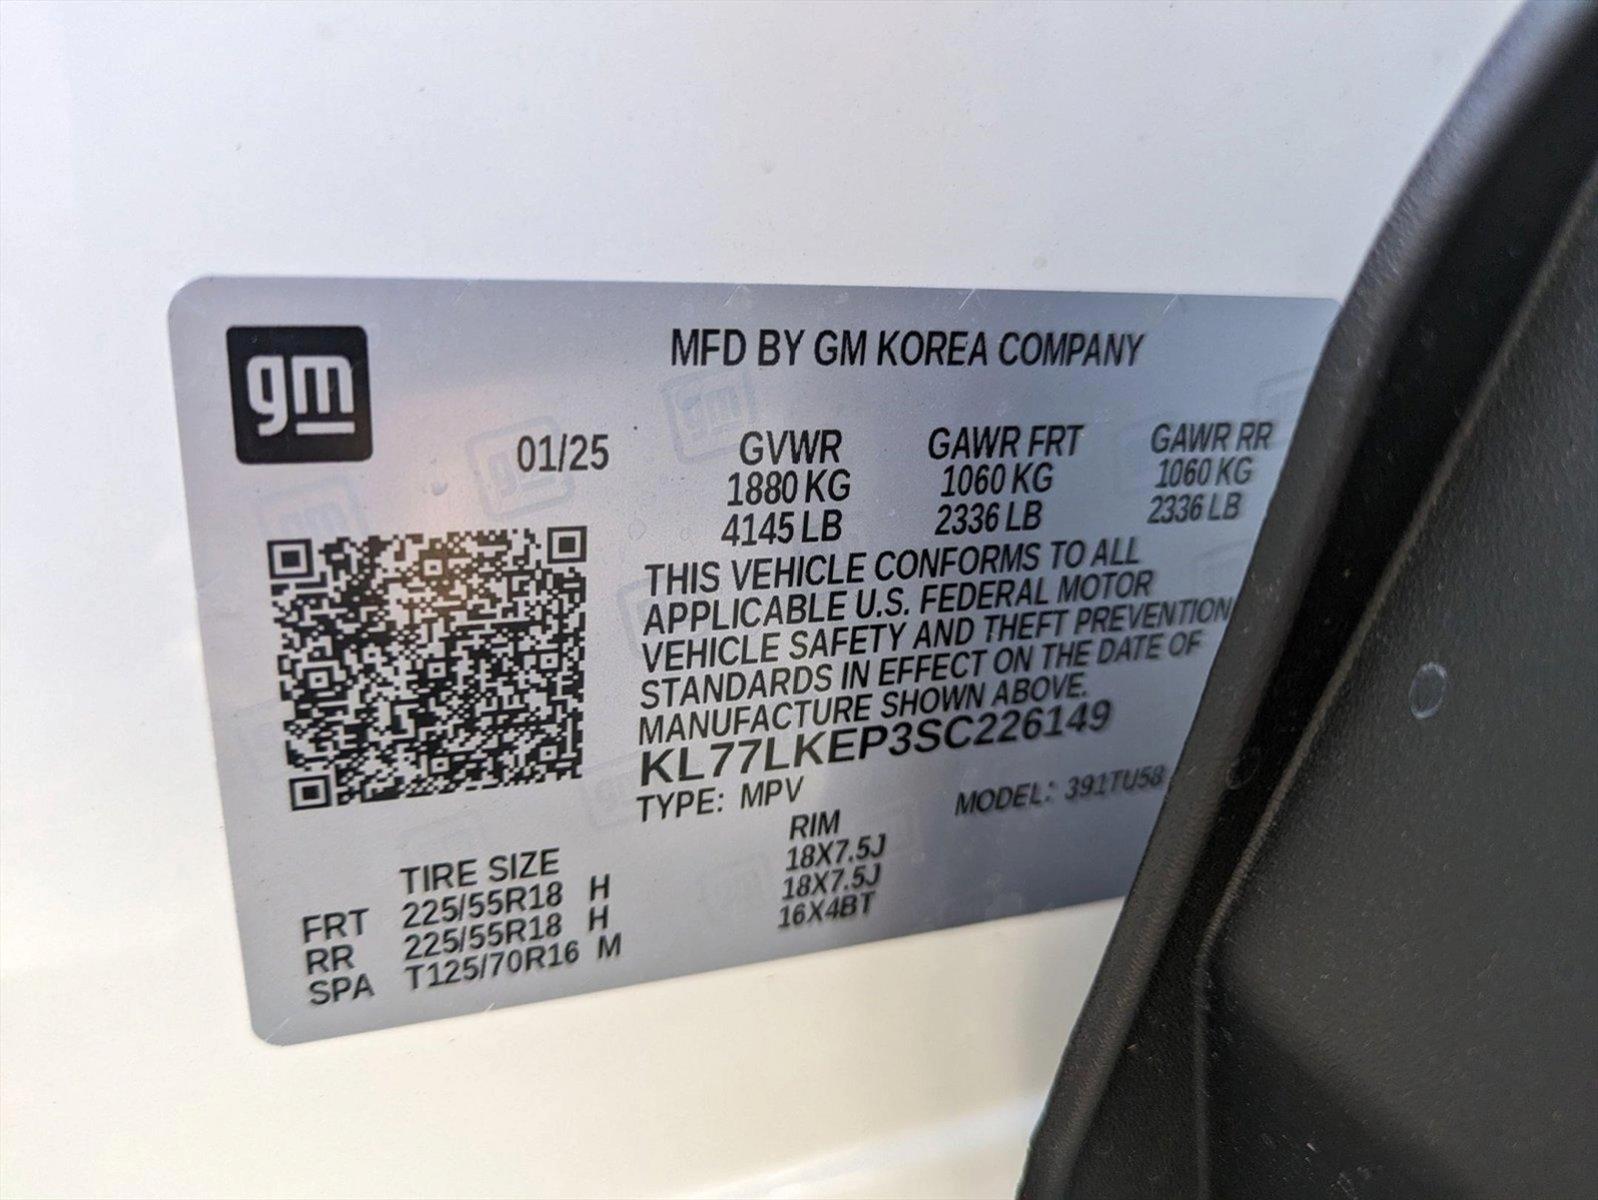 gm
MFD BY GM KOREA COMPANY
01/25 GVWR GAWR FRT GAWR RR
1880 KG 1060 KG 1060 KG
4145 LB 2336 LB 2336 LB
THIS VEHICLE CONFORMS TO ALL
APPLICABLE U.S. FEDERAL MOTOR
VEHICLE SAFETY AND THEFT PREVENTION
STANDARDS IN EFFECT ON THE DATE OF
MANUFACTURE SHOWN ABOVE.
KL77LKEP3SC226149
TYPE: MPV MODEL: 391TU58
TIRE SIZE RIM
FRT 225/55R18 H 18X7.5J
RR 225/55R18 H 18X7.5J
SPA T125/70R16 M 16X4BT